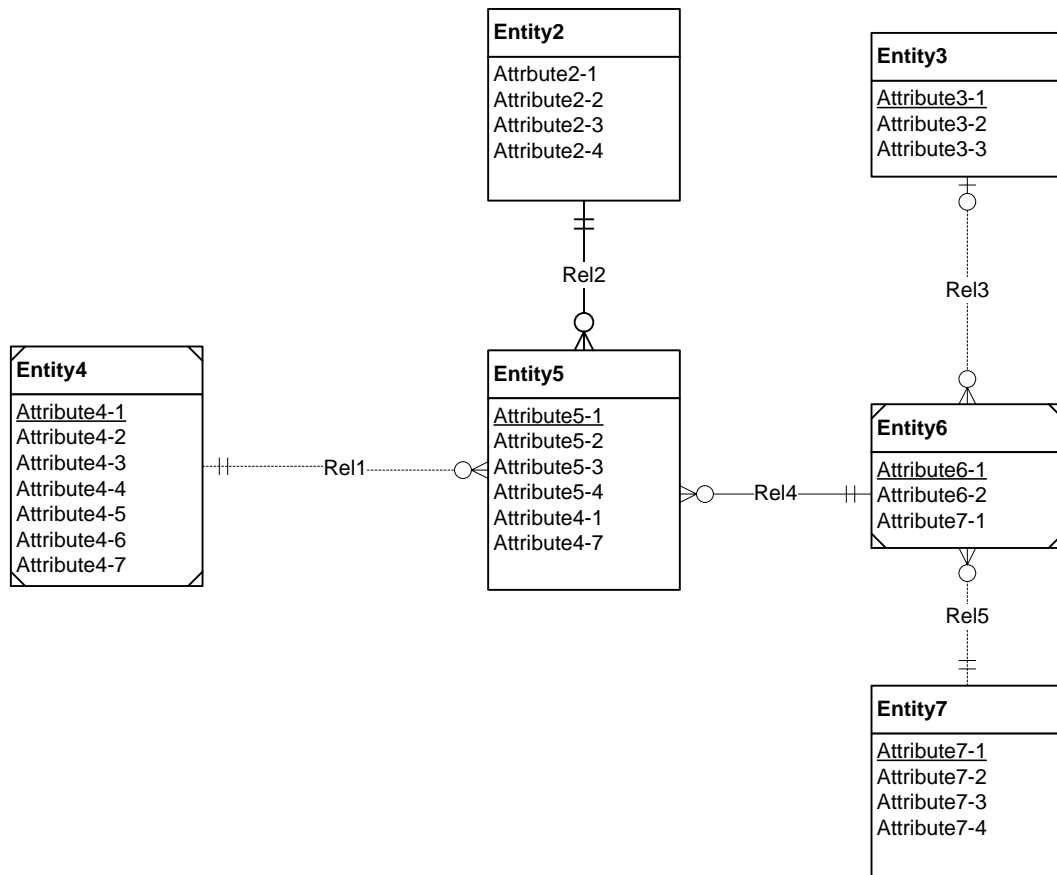 Entity2
Attrbute2-1
Attribute2-2
Attribute2-3
Attribute2-4
Entity3
Attribute3-1
Attribute3-2
Attribute3-3
Rel2
Rel3
Entity4
Attribute4-1
Attribute4-2
Attribute4-3
Attribute4-4
Attribute4-5
Attribute4-6
Attribute4-7
Rel1
Entity5
Attribute5-1
Attribute5-2
Attribute5-3
Attribute5-4
Attribute4-1
Attribute4-7
Rel4
Entity6
Attribute6-1
Attribute6-2
Attribute7-1
Rel5
Entity7
Attribute7-1
Attribute7-2
Attribute7-3
Attribute7-4